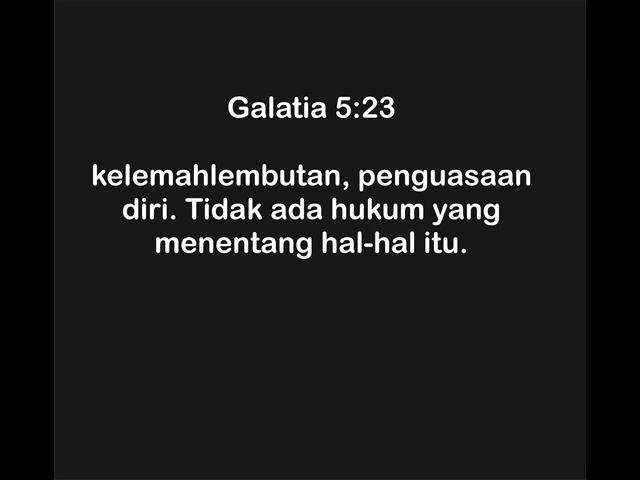 Galatia 5:23
kelemahlembutan, penguasaan
diri. Tidak ada hukum yang
menentang hal-hal itu.